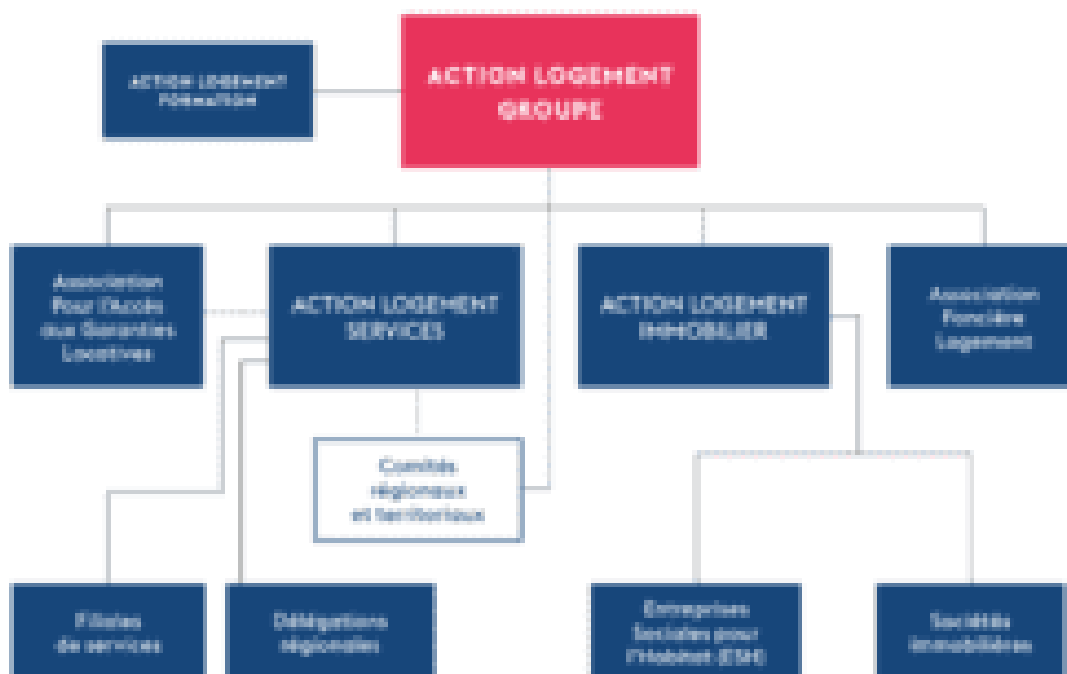 ACTION LOGEMENT
FORMATION
ACTION LOGEMENT
GROUPE
Association
Pour l'Accès
aux Garanties
Locatives
ACTION LOGEMENT
SERVICES
ACTION LOGEMENT
IMMOBILIER
Association
Foncière
Logement
Comités
régionaux
et territoriaux
Filiales
de services
Délégations
régionales
Entreprises
Sociales pour
l'Habitat (ESH)
Sociétés
immobilières